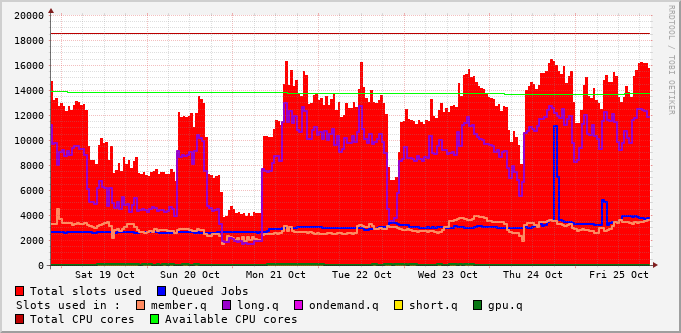 RRDTOOL / TOBI OETIKER
20000
18000
16000
14000
12000
10000
8000
6000
4000
2000
0
Sat 19 Oct Sun 20 Oct Mon 21 Oct Tue 22 Oct Wed 23 Oct Thu 24 Oct Fri 25 Oct
Total slots used Queued Jobs
Slots used in : member.q long.q ondemand.q short.q gpu.q
Total CPU cores Available CPU cores